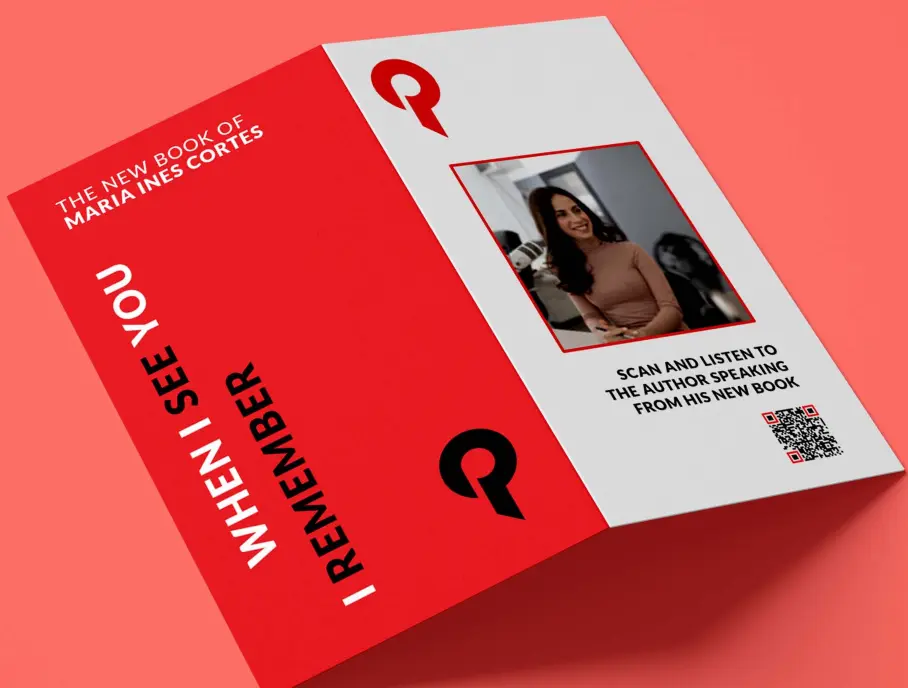 THE NEW BOOK OF
MARIA INES CORTES
WHEN I SEE YOU
I REMEMBER
SCAN AND LISTEN TO
THE AUTHOR SPEAKING
FROM HIS NEW BOOK